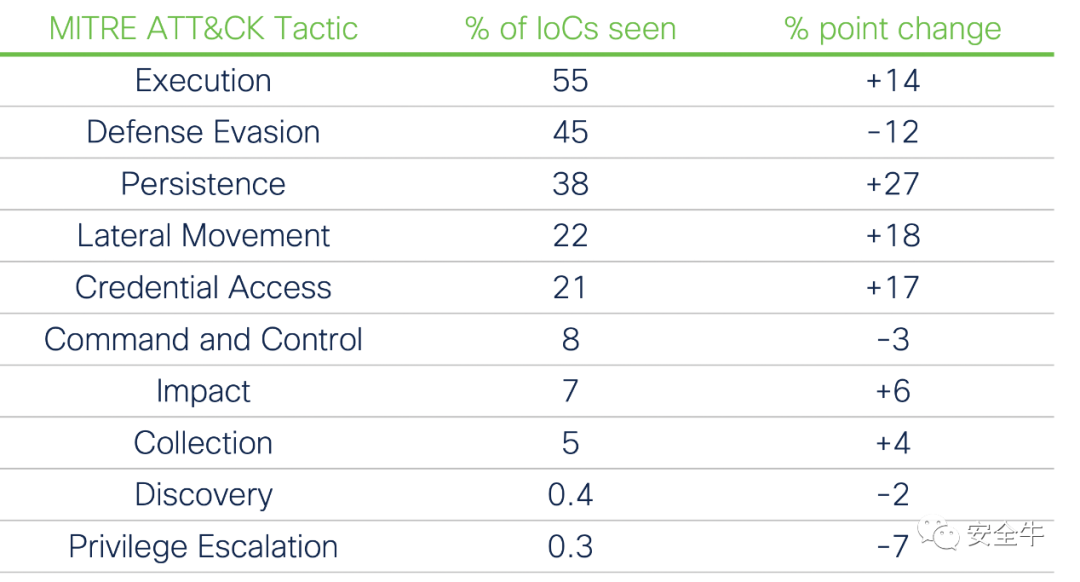 MITRE ATT&CK Tactic % of IoCs seen % point change
Execution 55 +14
Defense Evasion 45 -12
Persistence 38 +27
Lateral Movement 22 +18
Credential Access 21 +17
Command and Control 8 -3
Impact 7 +6
Collection 5 +4
Discovery 0.4 -2
Privilege Escalation 0.3 -7
安全牛